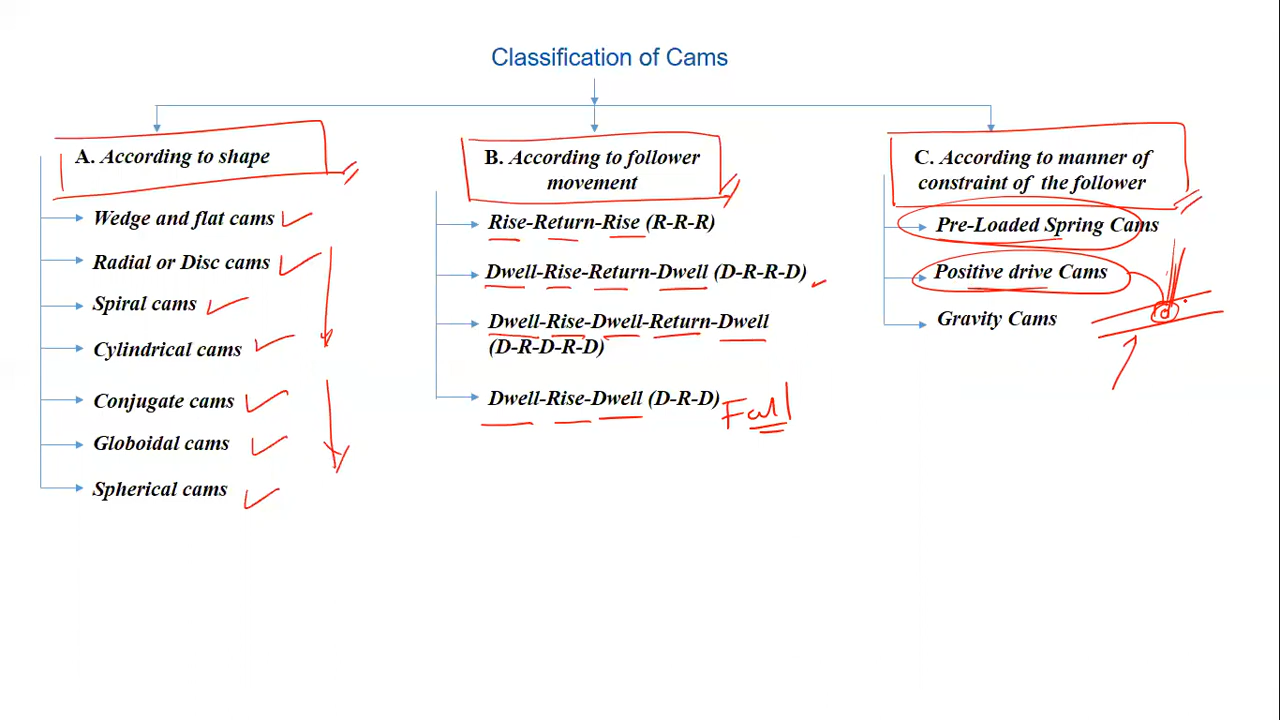 Classification of Cams
A. According to shape
Wedge and flat cams
Radial or Disc cams
Spiral cams
Cylindrical cams
Conjugate cams
Globoidal cams
Spherical cams
B. According to follower
movement
Rise-Return-Rise (R-R-R)
Dwell-Rise-Return-Dwell (D-R-R-D)
Dwell-Rise-Dwell-Return-Dwell
(D-R-D-R-D)
Dwell-Rise-Dwell (D-R-D)
Fall
C. According to manner of
constraint of the follower
Pre-Loaded Spring Cams
Positive drive Cams
Gravity Cams